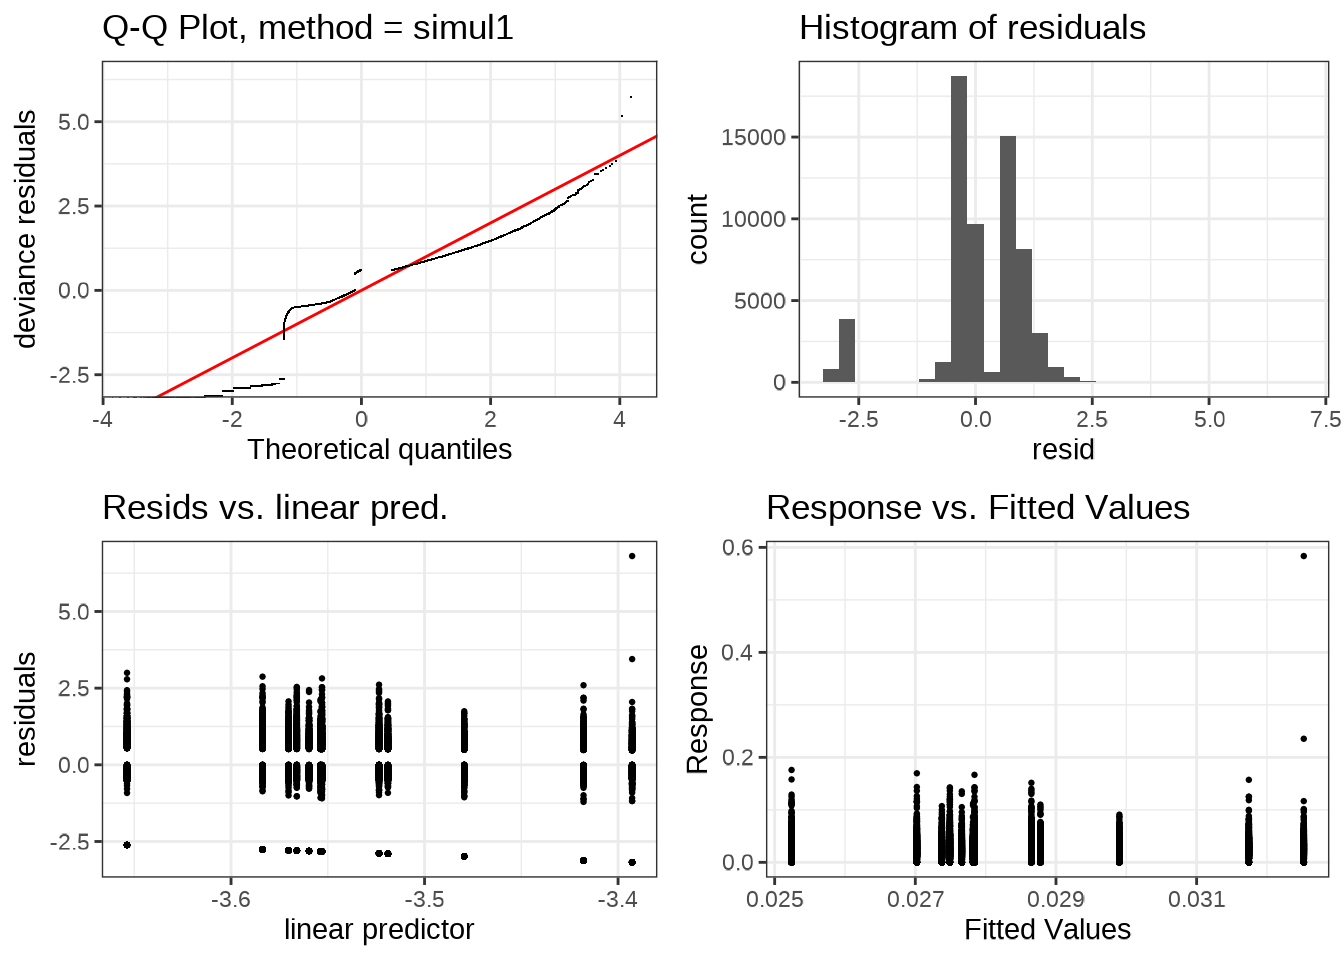 Q-Q Plot, method = simul1
deviance residuals
5.0
2.5
0.0
-2.5
-4
-2
0
2
4
Theoretical quantiles
Histogram of residuals
count
15000
10000
5000
0
-2.5
0.0
2.5
5.0
7.5
resid
Resids vs. linear pred.
residuals
5.0
2.5
0.0
-2.5
-3.6
-3.5
-3.4
linear predictor
Response vs. Fitted Values
Response
0.6
0.4
0.2
0.0
0.025
0.027
0.029
0.031
Fitted Values